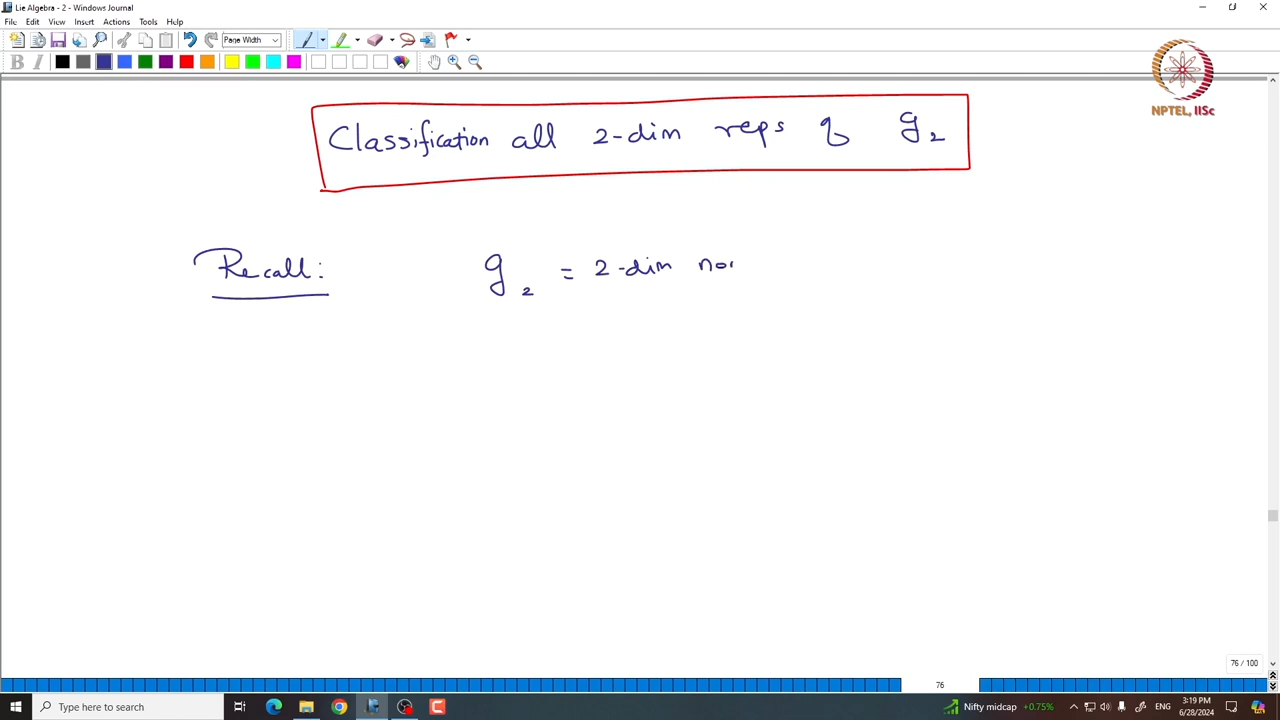 Lie Algebra - 2 - Windows Journal
File Edit View Insert Actions Tools Help
Page Width
B I
NPTEL, IISc
Classification all 2-dim reps of g₂
Recall: g₂ = 2-dim no
76 / 100
76
Type here to search
Nifty midcap +0.75%
ENG
3:19 PM
6/28/2024